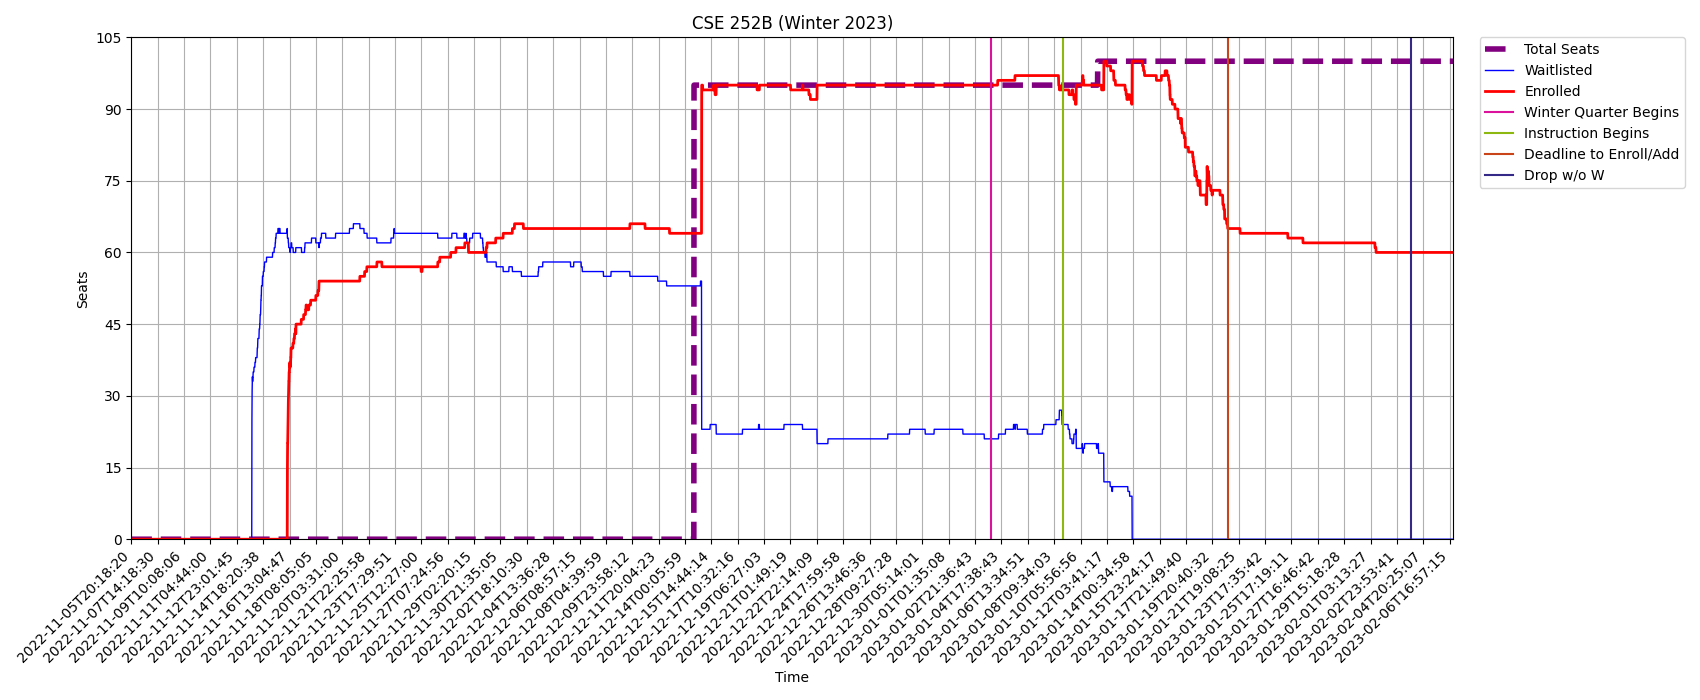 CSE 252B (Winter 2023)
105
90
75
60
45
30
15
0
Seats
Total Seats
Waitlisted
Enrolled
Winter Quarter Begins
Instruction Begins
Deadline to Enroll/Add
Drop w/o W
2022-11-05T20:18:20
2022-11-07T14:18:30
2022-11-09T10:08:06
2022-11-11T04:44:00
2022-11-12T23:01:45
2022-11-14T18:20:38
2022-11-16T13:04:47
2022-11-18T08:05:05
2022-11-20T03:31:00
2022-11-21T22:25:58
2022-11-23T17:29:51
2022-11-25T12:27:00
2022-11-27T07:24:56
2022-11-29T02:20:15
2022-11-30T21:35:05
2022-12-02T18:10:30
2022-12-04T13:36:28
2022-12-06T08:57:15
2022-12-08T04:39:59
2022-12-09T23:58:12
2022-12-11T20:04:23
2022-12-14T00:05:59
2022-12-15T14:44:14
2022-12-17T10:32:16
2022-12-19T06:27:03
2022-12-21T01:49:19
2022-12-22T22:14:09
2022-12-24T17:59:58
2022-12-26T13:46:36
2022-12-28T09:27:28
2022-12-30T05:14:01
2023-01-01T01:35:08
2023-01-02T21:36:43
2023-01-04T17:38:43
2023-01-06T13:34:51
2023-01-08T09:34:03
2023-01-10T05:56:56
2023-01-12T03:41:17
2023-01-14T00:34:58
2023-01-15T22:24:17
2023-01-17T21:49:40
2023-01-19T20:40:32
2023-01-21T19:08:25
2023-01-23T17:35:42
2023-01-25T17:19:11
2023-01-27T16:46:42
2023-01-29T15:18:28
2023-02-01T03:13:27
2023-02-02T23:53:41
2023-02-04T20:25:07
2023-02-06T16:57:15
Time